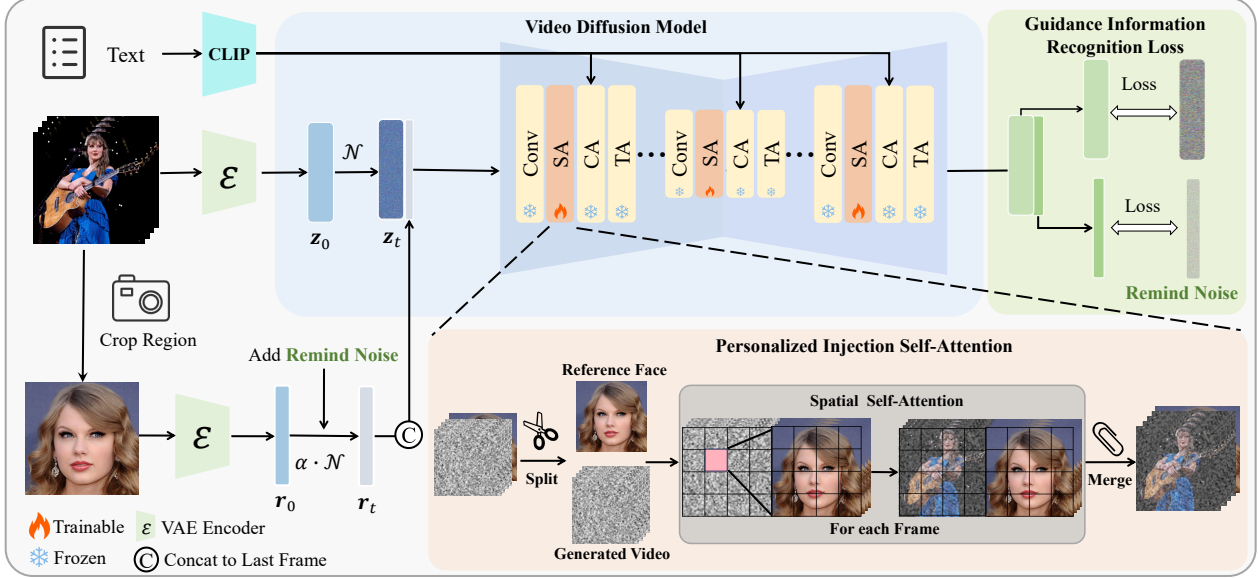 Video Diffusion Model
Guidance Information
Recognition Loss
Text
CLIP
Conv
SA
CA
TA
Conv
SA
CA
TA
Conv
SA
CA
TA
Loss
Loss
Remind Noise
ε
𝒩
z₀
zₜ
Crop Region
Add Remind Noise
ε
α · 𝒩
r₀
rₜ
C
Personalized Injection Self-Attention
Reference Face
Split
Generated Video
Spatial Self-Attention
For each Frame
Merge
Trainable
ε VAE Encoder
Frozen
C Concat to Last Frame